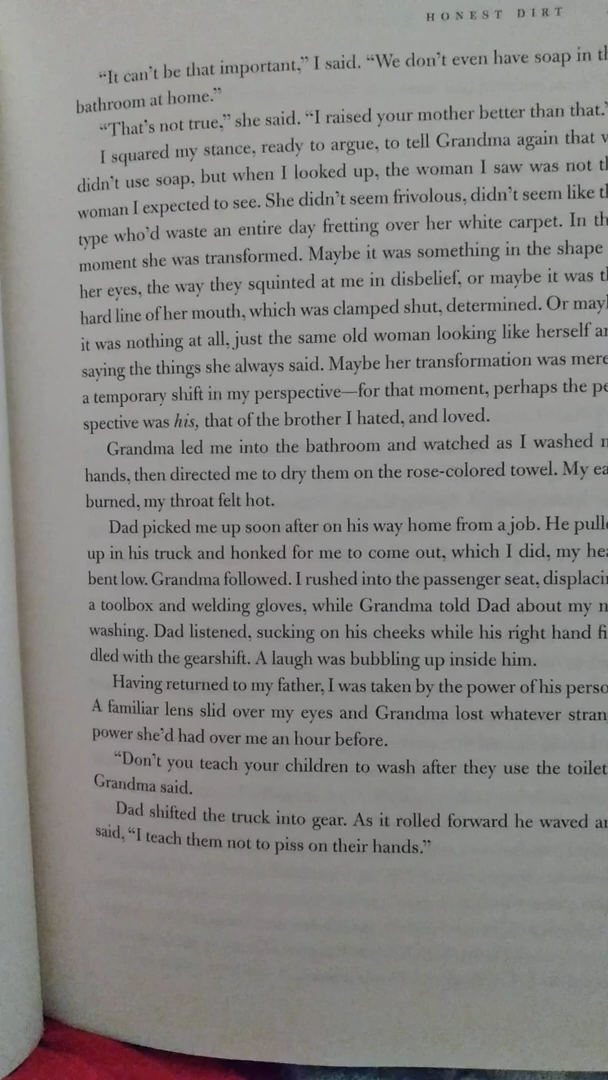 HONEST DIRT
“It can’t be that important,” I said. “We don’t even have soap in
bathroom at home.”
“That’s not true,” she said. “I raised your mother better than that.”
I squared my stance, ready to argue, to tell Grandma again that
didn’t use soap, but when I looked up, the woman I saw was not
woman I expected to see. She didn’t seem frivolous, didn’t seem like
type who’d waste an entire day fretting over her white carpet. In
moment she was transformed. Maybe it was something in the shape
her eyes, the way they squinted at me in disbelief, or maybe it was
hard line of her mouth, which was clamped shut, determined. Or
it was nothing at all, just the same old woman looking like herself
saying the things she always said. Maybe her transformation was
a temporary shift in my perspective—for that moment, perhaps the
spective was his, that of the brother I hated, and loved.
Grandma led me into the bathroom and watched as I washed
hands, then directed me to dry them on the rose-colored towel. My
burned, my throat felt hot.
Dad picked me up soon after on his way home from a job. He
up in his truck and honked for me to come out, which I did, my
bent low. Grandma followed. I rushed into the passenger seat,
a toolbox and welding gloves, while Grandma told Dad about my
washing. Dad listened, sucking on his cheeks while his right hand
dled with the gearshift. A laugh was bubbling up inside him.
Having returned to my father, I was taken by the power of his
A familiar lens slid over my eyes and Grandma lost whatever
power she’d had over me an hour before.
“Don’t you teach your children to wash after they use the toilet
Grandma said.
Dad shifted the truck into gear. As it rolled forward he waved
said, “I teach them not to piss on their hands.”